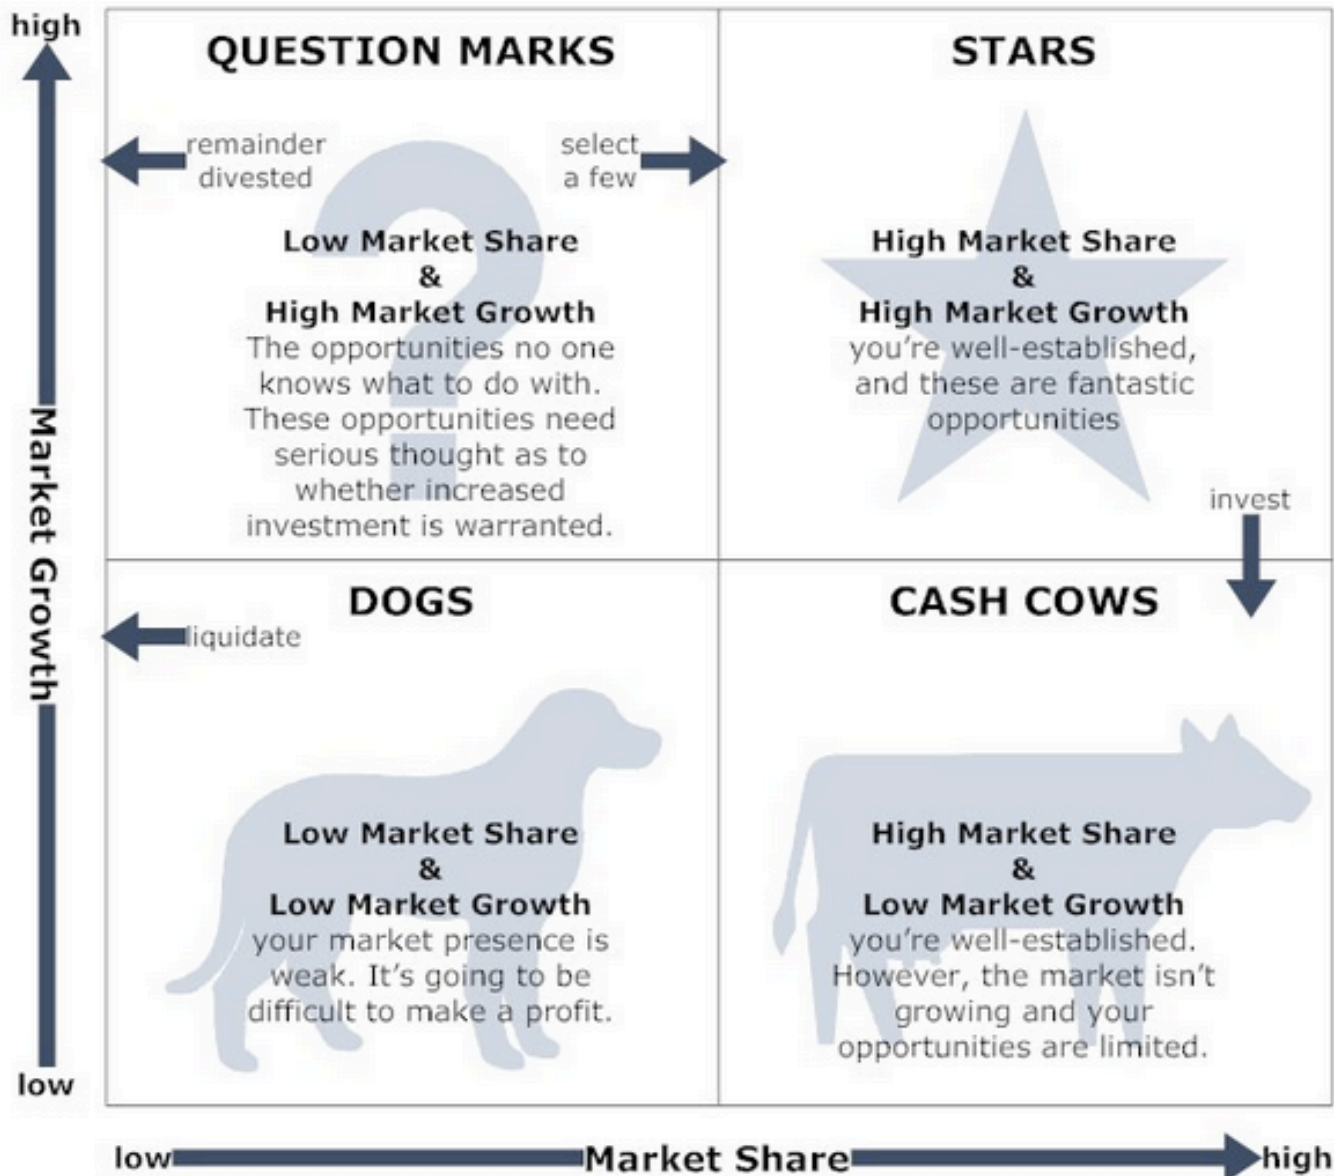 high
QUESTION MARKS
remainder
divested
select
a few
Low Market Share
&
High Market Growth
The opportunities no one
knows what to do with.
These opportunities need
serious thought as to
whether increased
investment is warranted.
STARS
High Market Share
&
High Market Growth
you’re well-established,
and these are fantastic
opportunities
invest
Market Growth
DOGS
liquidate
Low Market Share
&
Low Market Growth
your market presence is
weak. It’s going to be
difficult to make a profit.
CASH COWS
High Market Share
&
Low Market Growth
you’re well-established.
However, the market isn’t
growing and your
opportunities are limited.
low
low Market Share high